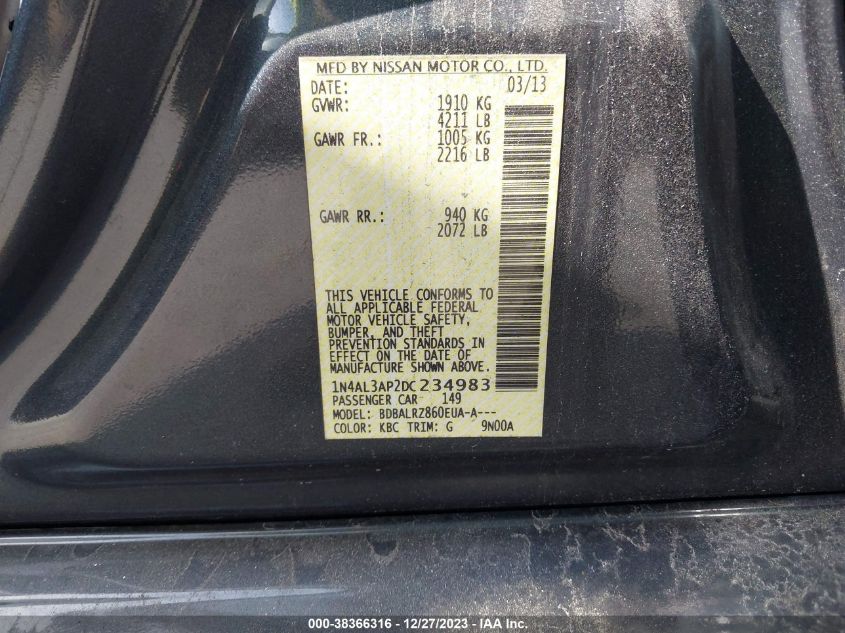 MFD BY NISSAN MOTOR CO., LTD.
DATE: 03/13
GVWR: 1910 KG
4211 LB
GAWR FR.: 1005 KG
2216 LB
GAWR RR.: 940 KG
2072 LB
THIS VEHICLE CONFORMS TO
ALL APPLICABLE FEDERAL
MOTOR VEHICLE SAFETY,
BUMPER, AND THEFT
PREVENTION STANDARDS IN
EFFECT ON THE DATE OF
MANUFACTURE SHOWN ABOVE.
1N4AL3AP2DC234983
PASSENGER CAR 149
MODEL: BDBALRZ860EUA-A---
COLOR: KBC TRIM: G 9N00A
000-38366316 - 12/27/2023 - IAA Inc.